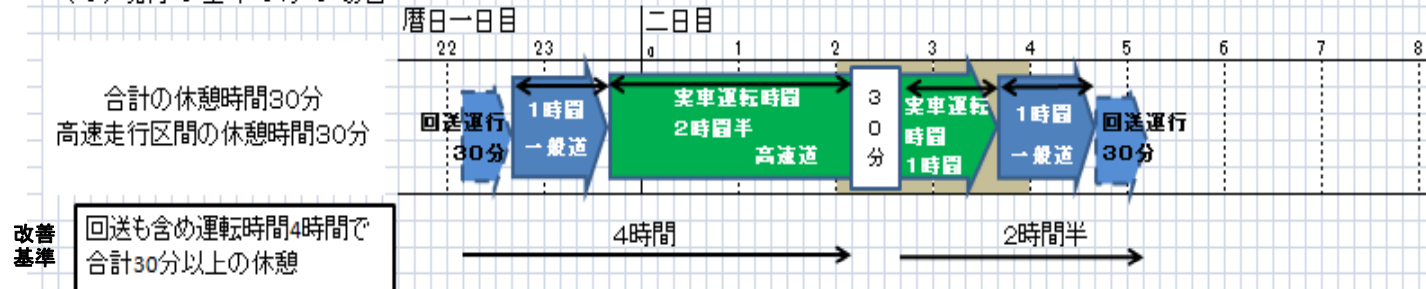 暦日一日目
二日目
22 23 0 1 2 3 4 5 6 7 8
合計の休憩時間30分
高速走行区間の休憩時間30分
回送運行
30分
1時間
一般道
実車運転時間
2時間半
高速道
30分
実車運転
時間
1時間
1時間
一般道
回送運行
30分
改善
基準
回送も含め運転時間4時間で
合計30分以上の休憩
4時間
2時間半